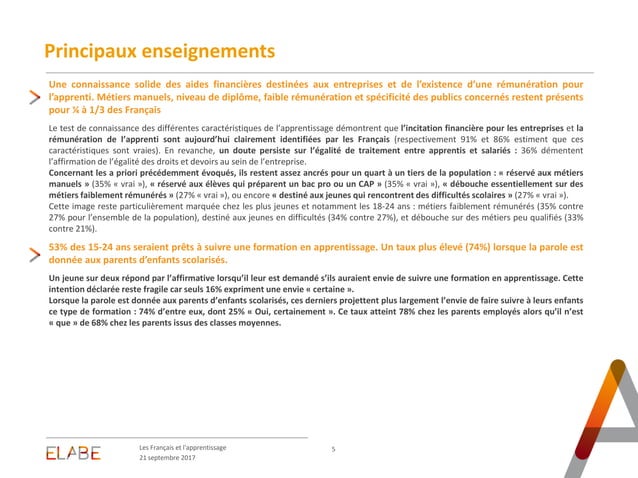 Principaux enseignements
Une connaissance solide des aides financières destinées aux entreprises et de l’existence d’une rémunération pour
l’apprenti. Métiers manuels, niveau de diplôme, faible rémunération et spécificité des publics concernés restent présents
pour ¼ à 1/3 des Français
Le test de connaissance des différentes caractéristiques de l’apprentissage démontrent que l’incitation financière pour les entreprises et la
rémunération de l’apprenti sont aujourd’hui clairement identifiées par les Français (respectivement 91% et 86% estiment que ces
caractéristiques sont vraies). En revanche, un doute persiste sur l’égalité de traitement entre apprentis et salariés : 36% démentent
l’affirmation de l’égalité des droits et devoirs au sein de l’entreprise.
Concernant les a priori précédemment évoqués, ils restent assez ancrés pour un quart à un tiers de la population : « réservé aux métiers
manuels » (35% « vrai »), « réservé aux élèves qui préparent un bac pro ou un CAP » (35% « vrai »), « débouche essentiellement sur des
métiers faiblement rémunérés » (27% « vrai »), ou encore « destiné aux jeunes qui rencontrent des difficultés scolaires » (27% « vrai »).
Cette image reste particulièrement marquée chez les plus jeunes et notamment les 18-24 ans : métiers faiblement rémunérés (35% contre
27% pour l’ensemble de la population), destiné aux jeunes en difficultés (34% contre 27%), et débouche sur des métiers peu qualifiés (33%
contre 21%).
53% des 15-24 ans seraient prêts à suivre une formation en apprentissage. Un taux plus élevé (74%) lorsque la parole est
donnée aux parents d’enfants scolarisés.
Un jeune sur deux répond par l’affirmative lorsqu’il leur est demandé s’ils auraient envie de suivre une formation en apprentissage. Cette
intention déclarée reste fragile car seuls 16% expriment une envie « certaine ».
Lorsque la parole est donnée aux parents d’enfants scolarisés, ces derniers projettent plus largement l’envie de faire suivre à leurs enfants
ce type de formation : 74% d’entre eux, dont 25% « Oui, certainement ». Ce taux atteint 78% chez les parents employés alors qu’il n’est
« que » de 68% chez les parents issus des classes moyennes.
ELABE
Les Français et l'apprentissage
21 septembre 2017
5